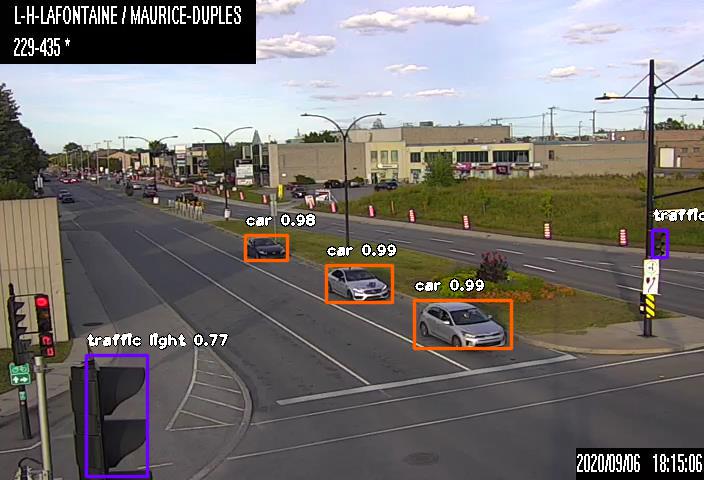 L-H-LAFONTAINE / MAURICE-DUPLES
229-435 *
car 0.98
traffic
car 0.99
car 0.99
traffic light 0.77
2020/09/06 18:15:06